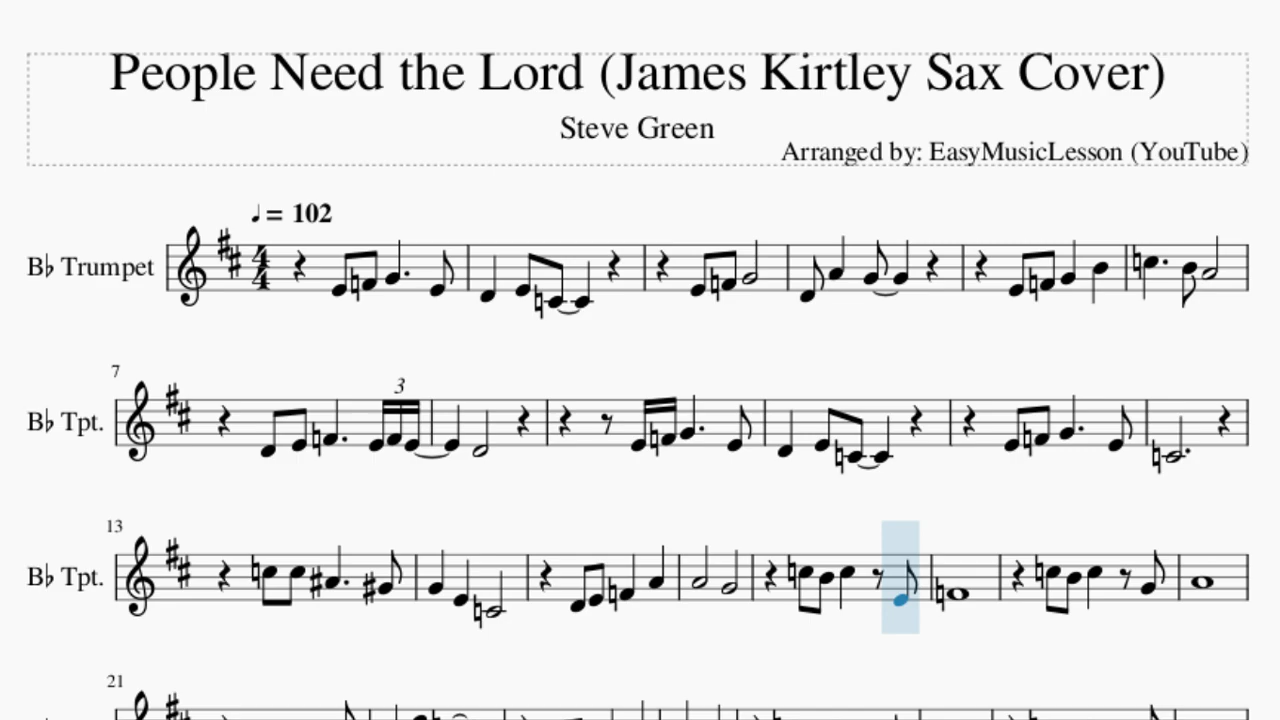 People Need the Lord (James Kirtley Sax Cover)
Steve Green
Arranged by: EasyMusicLesson (YouTube)
♩ = 102
B♭ Trumpet
4/4
7
B♭ Tpt.
3
13
B♭ Tpt.
21